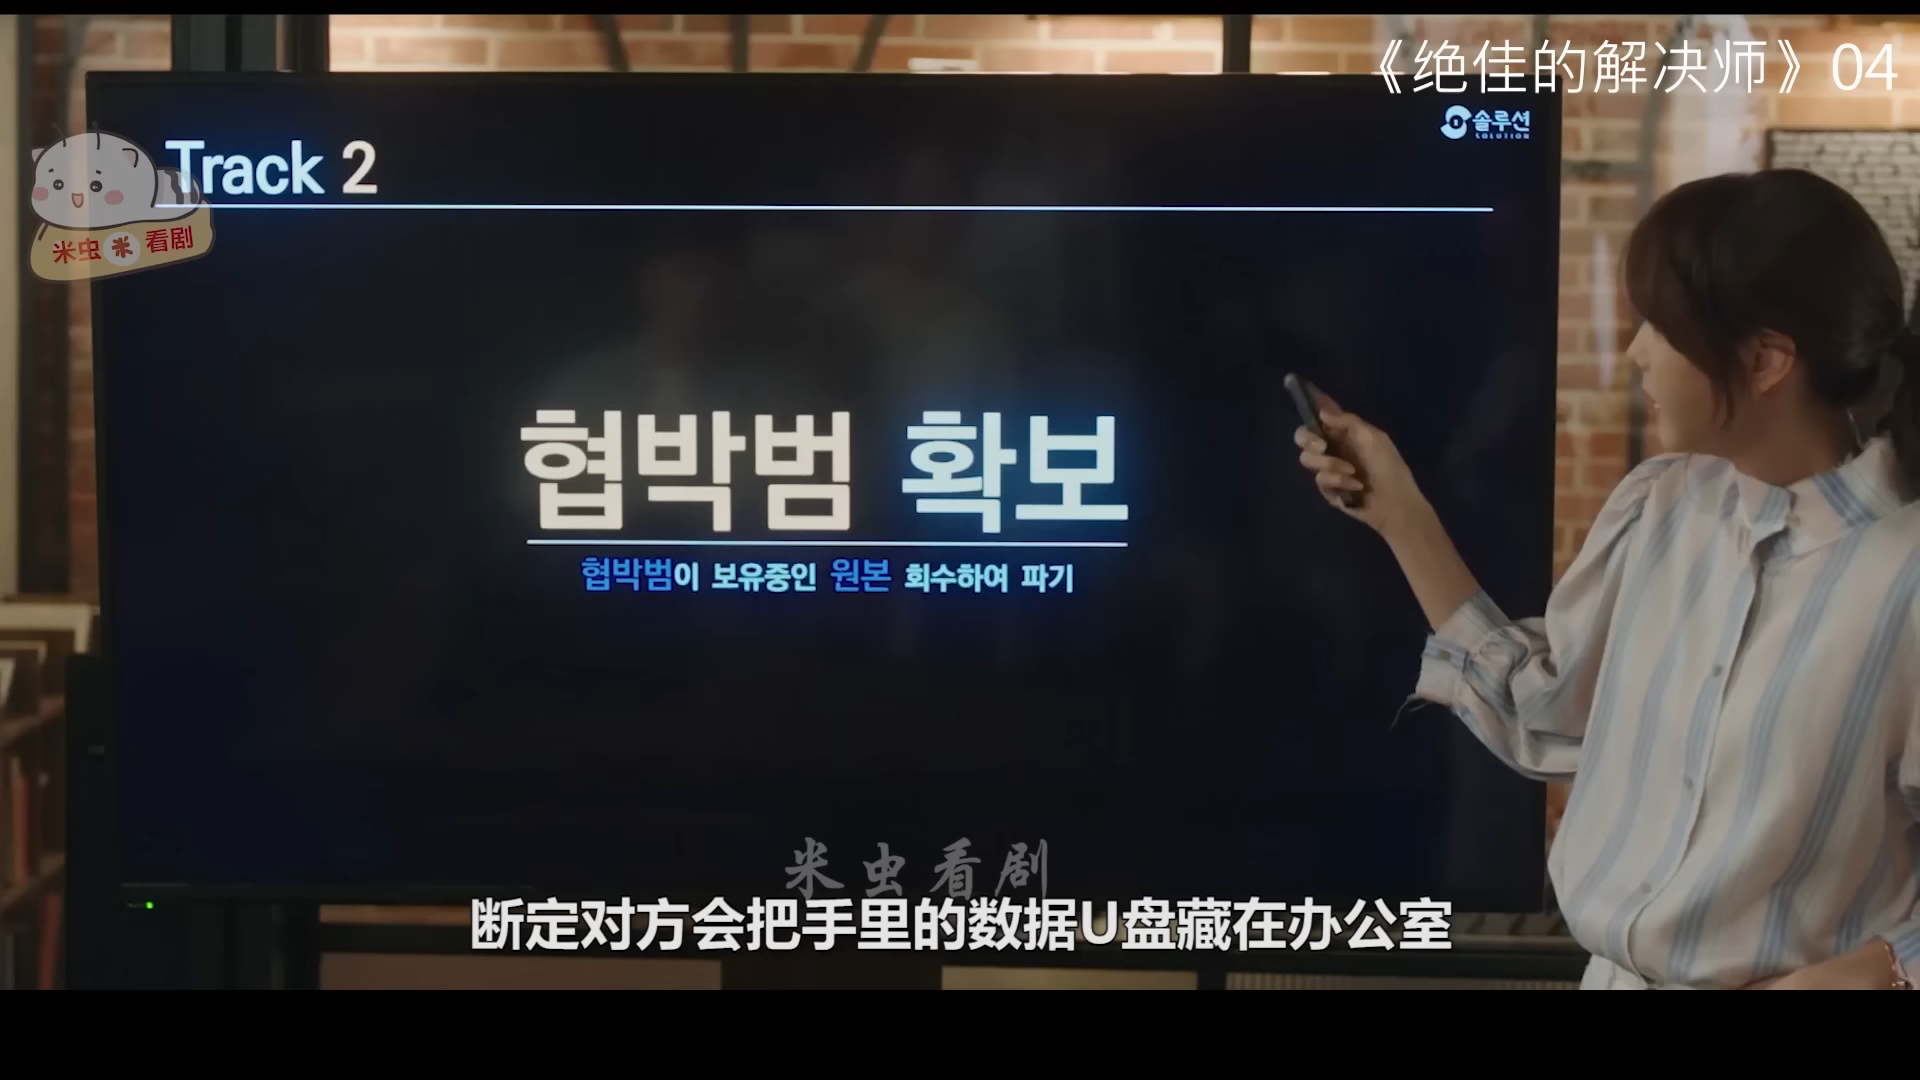 《绝佳的解决师》04
솔루션
SOLUTION
Track 2
米虫 米 看剧
협박범 확보
협박범이 보유중인 원본 회수하여 파기
米虫看剧
断定对方会把手里的数据U盘藏在办公室